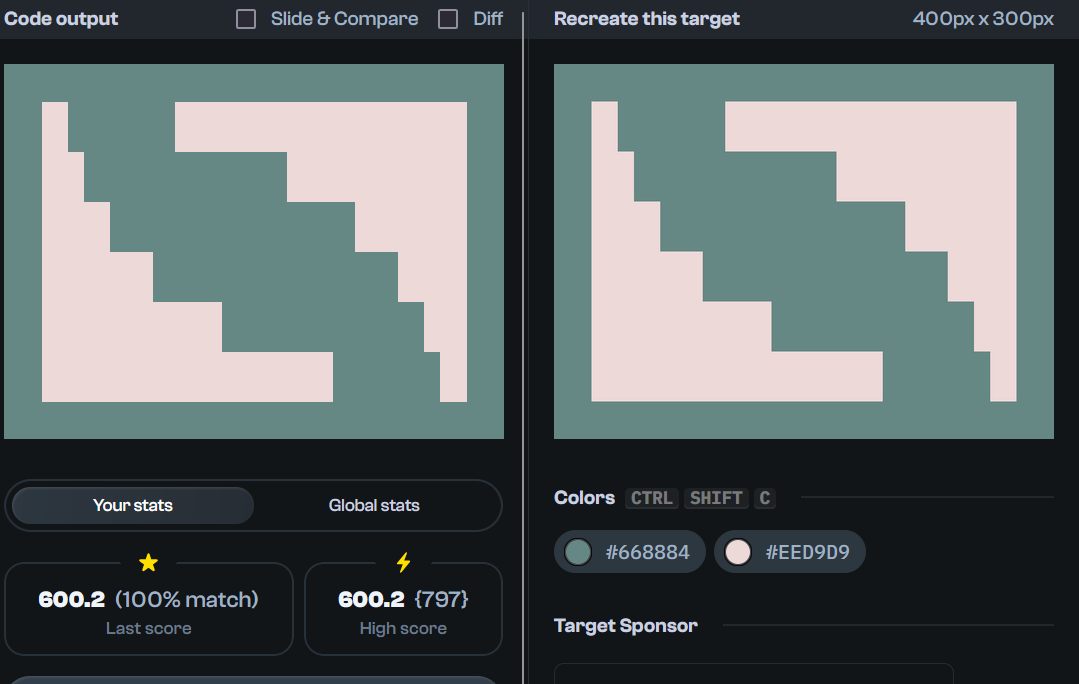 Code output
Slide & Compare
Diff
Recreate this target
400px x 300px
Your stats
Global stats
600.2 (100% match)
Last score
600.2 {797}
High score
Colors CTRL SHIFT C
#668884
#EED9D9
Target Sponsor